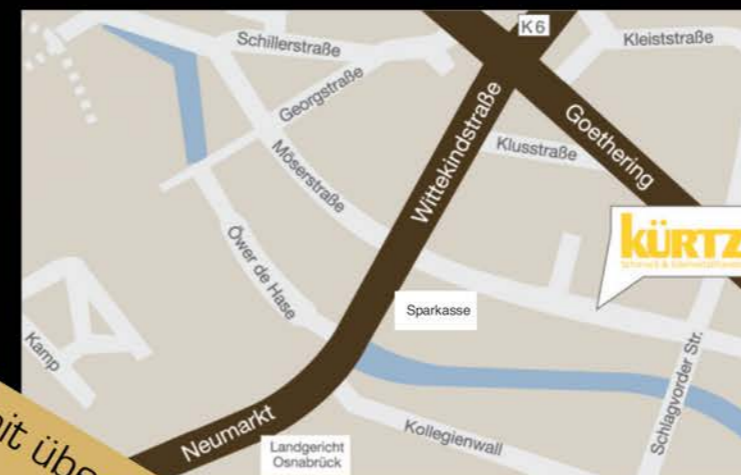 K6
Schillerstraße
Kleiststraße
Georgstraße
Wittekindstraße
Goethering
Klusstraße
Möserstraße
KÜRTZ
Öwer de Hase
Sparkasse
Kamp
Schlagvorder Str.
Neumarkt
Kollegienwall
Landgericht
Osnabrück